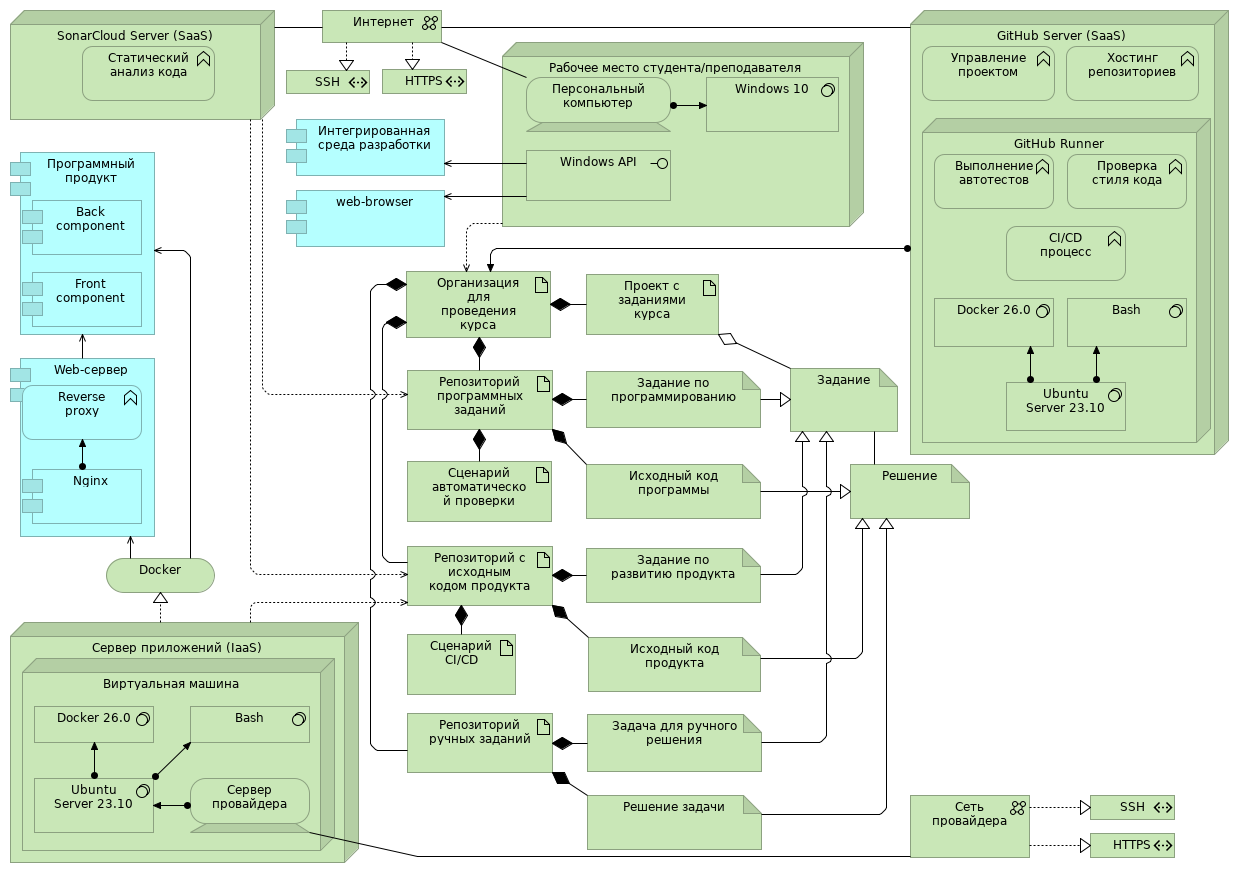 SonarCloud Server (SaaS)
Статический
анализ кода
Интернет
SSH
HTTPS
Рабочее место студента/преподавателя
Персональный
компьютер
Windows 10
Windows API
Интегрированная
среда разработки
web-browser
GitHub Server (SaaS)
Управление
проектом
Хостинг
репозиториев
GitHub Runner
Выполнение
автотестов
Проверка
стиля кода
CI/CD
процесс
Docker 26.0
Bash
Ubuntu
Server 23.10
Программный
продукт
Back
component
Front
component
Web-сервер
Reverse
proxy
Nginx
Docker
Организация
для
проведения
курса
Проект с
заданиями
курса
Репозиторий
программных
заданий
Задание по
программированию
Задание
Сценарий
автоматическо
й проверки
Исходный код
программы
Решение
Репозиторий с
исходным
кодом продукта
Задание по
развитию продукта
Сценарий
CI/CD
Исходный код
продукта
Репозиторий
ручных заданий
Задача для ручного
решения
Решение задачи
Сервер приложений (IaaS)
Виртуальная машина
Docker 26.0
Bash
Ubuntu
Server 23.10
Сервер
провайдера
Сеть
провайдера
SSH
HTTPS